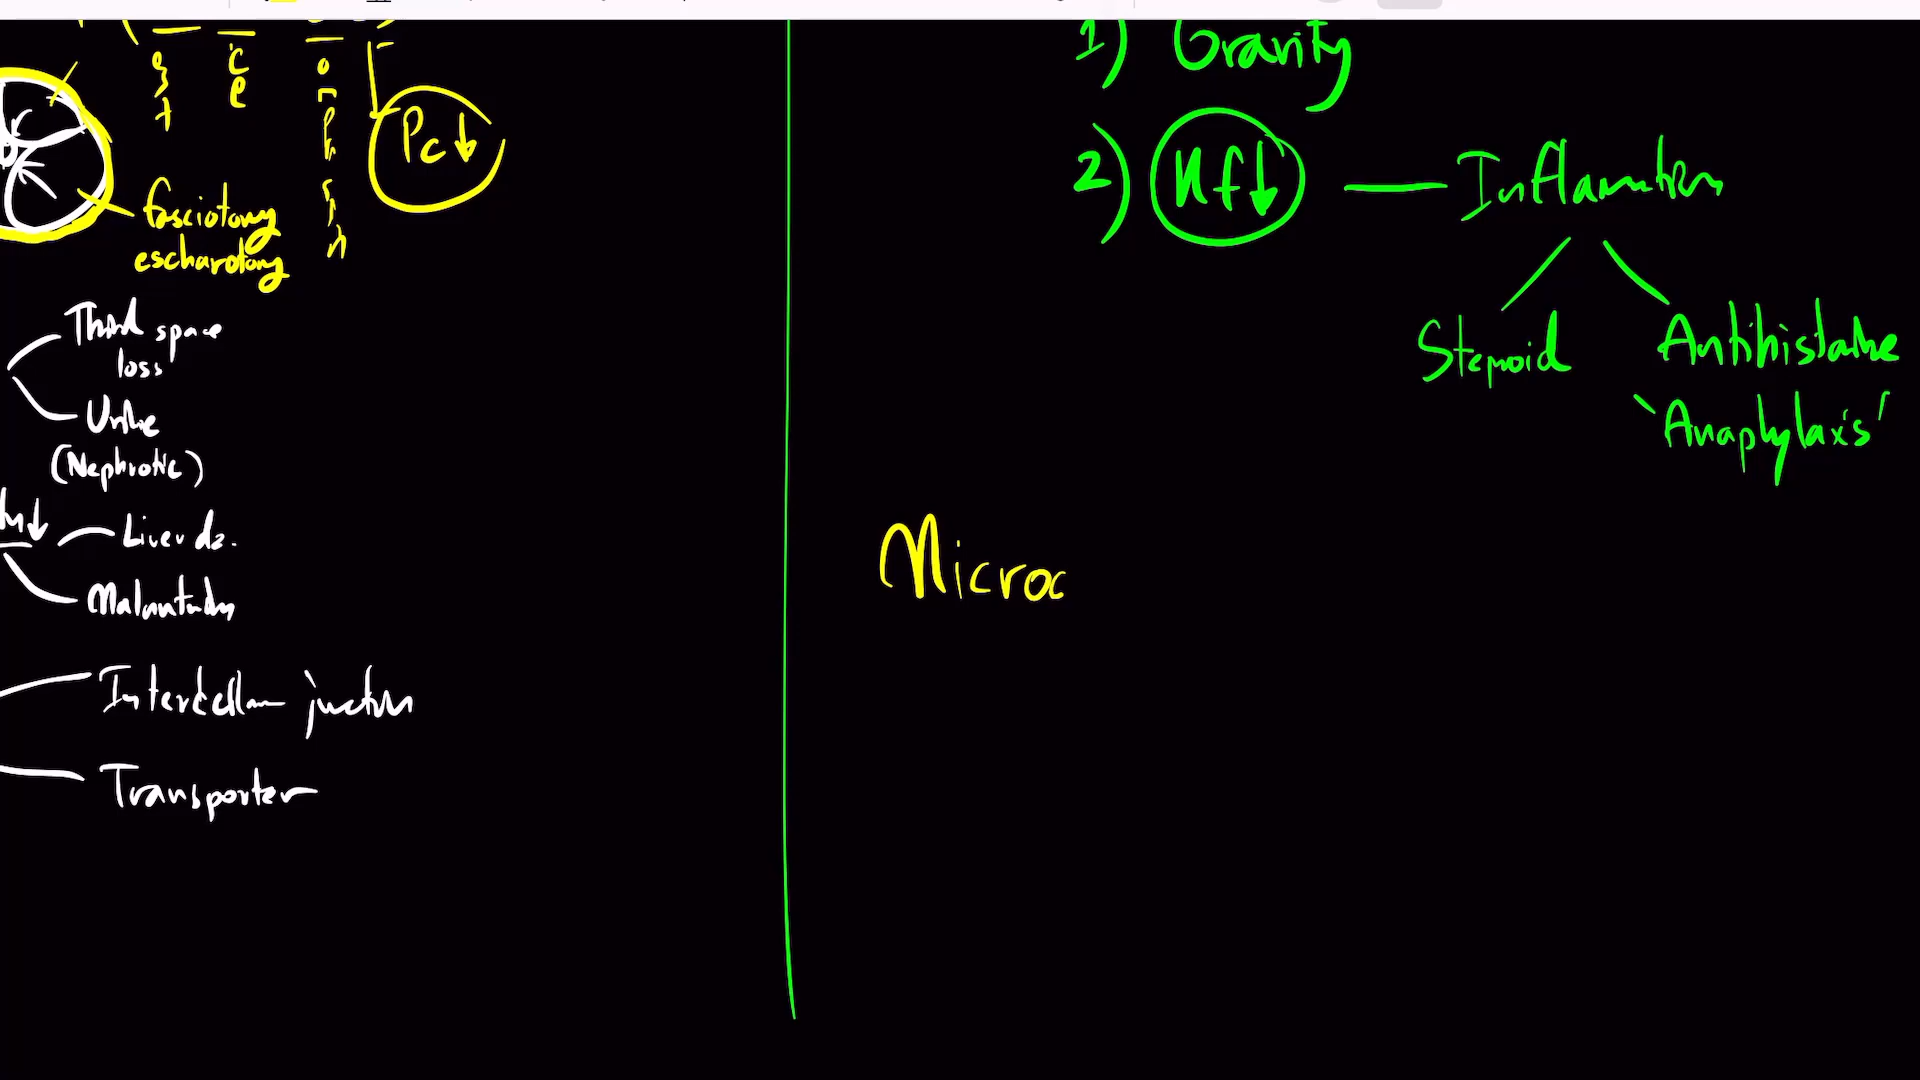 Pc↓
fasciotomy
escharotomy
Third space
loss
Urine
(Nephrotic)
Liver dz.
Malnutrition
Intercellular junction
Transporter
1) Gravity
2) Kf↓ — Inflammation
Steroid
Antihistamine
'Anaphylaxis'
Microc